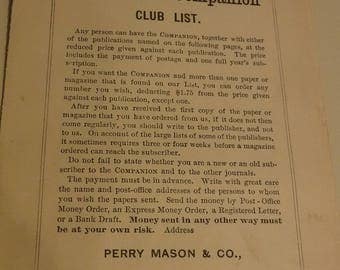 Companion
CLUB LIST.
Any person can have the COMPANION, together with either
of the publications named on the following pages, at the
reduced price given against each publication. The price
includes the payment of postage and one full year's sub-
scription.
If you want the COMPANION and more than one paper or
magazine that is found on our List, you can order any
number you wish, deducting $1.75 from the price given
against each publication, except one.
After you have received the first copy of the paper or
magazine that you have ordered from us, if it does not then
come regularly, you should write to the publisher, and not
to us. On account of the large lists of some of the publishers,
it sometimes requires three or four weeks before a magazine
ordered can reach the subscriber.
Do not fail to state whether you are a new or an old sub-
scriber to the COMPANION and to the other journals.
The payment must be in advance. Write with great care
the name and post-office addresses of the persons to whom
you wish the papers sent. Send the money by Post-Office
Money Order, an Express Money Order, a Registered Letter,
or a Bank Draft. Money sent in any other way must
be at your own risk. Address
PERRY MASON & CO.,